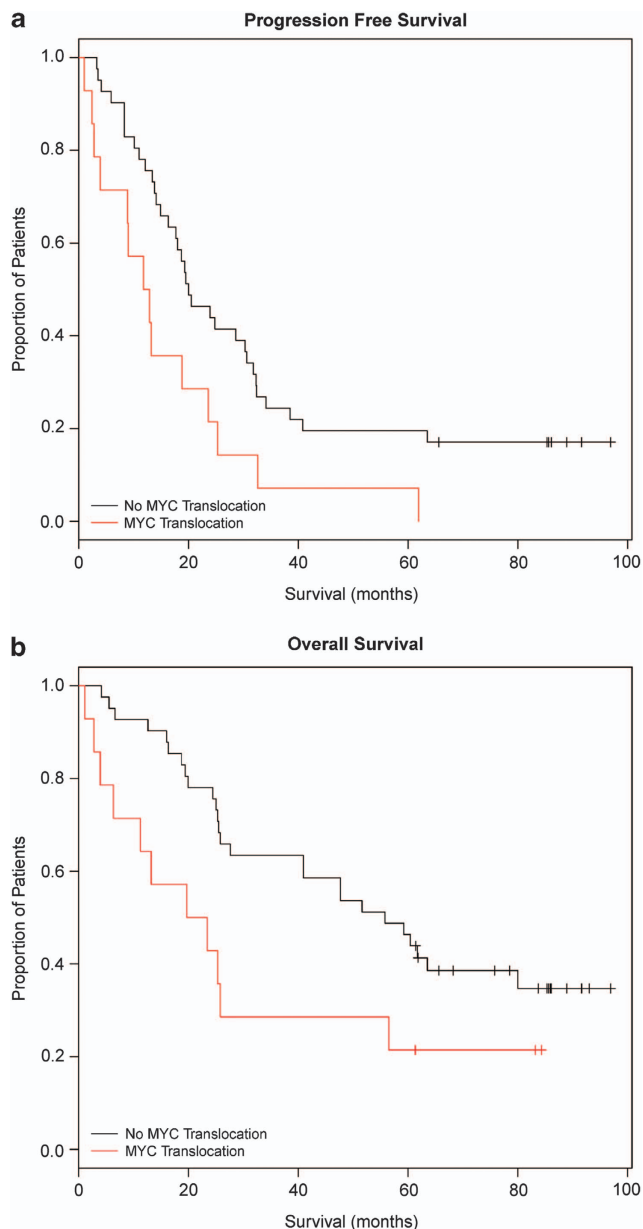 a
Progression Free Survival
1.0
0.8
0.6
0.4
0.2
0.0
Proportion of Patients
No MYC Translocation
MYC Translocation
0 20 40 60 80 100
Survival (months)
b
Overall Survival
1.0
0.8
0.6
0.4
0.2
0.0
Proportion of Patients
No MYC Translocation
MYC Translocation
0 20 40 60 80 100
Survival (months)